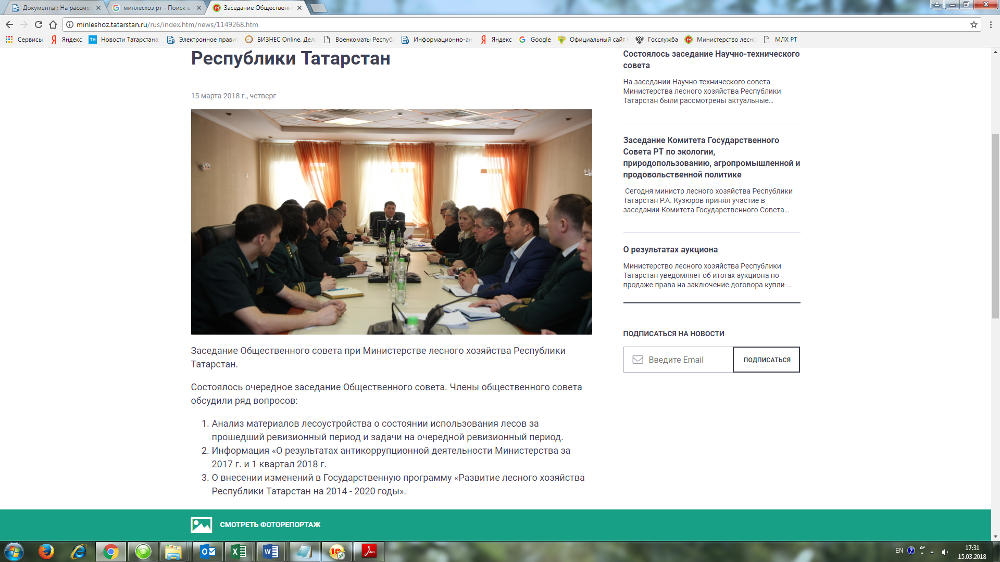 Документы : На рассмо
минлесхоз рт - Поиск в
Заседание Общественн
minleshoz.tatarstan.ru/rus/index.htm/news/1149268.htm
Сервисы
Яндекс
Новости Татарстана
Электронное прави
БИЗНЕС Online. Дел
Военкоматы Респуб
Информационно-ан
Яндекс
Google
Официальный сайт
Госслужба
Министерство лесн
МЛХ РТ
Республики Татарстан
15 марта 2018 г., четверг
Заседание Общественного совета при Министерстве лесного хозяйства Республики
Татарстан.
Состоялось очередное заседание Общественного совета. Члены общественного совета
обсудили ряд вопросов:
1. Анализ материалов лесоустройства о состоянии использования лесов за
прошедший ревизионный период и задачи на очередной ревизионный период.
2. Информация «О результатах антикоррупционной деятельности Министерства за
2017 г. и 1 квартал 2018 г.
3. О внесении изменений в Государственную программу «Развитие лесного хозяйства
Республики Татарстан на 2014 - 2020 годы».
Состоялось заседание Научно-технического
совета
На заседании Научно-технического совета
Министерства лесного хозяйства Республики
Татарстан были рассмотрены актуальные...
Заседание Комитета Государственного
Совета РТ по экологии,
природопользованию, агропромышленной и
продовольственной политике
Сегодня министр лесного хозяйства Республики
Татарстан Р.А. Кузюров принял участие в
заседании Комитета Государственного Совета...
О результатах аукциона
Министерство лесного хозяйства Республики
Татарстан уведомляет об итогах аукциона по
продаже права на заключение договора купли-...
ПОДПИСАТЬСЯ НА НОВОСТИ
Введите Email
ПОДПИСАТЬСЯ
СМОТРЕТЬ ФОТОРЕПОРТАЖ
EN
17:31
15.03.2018